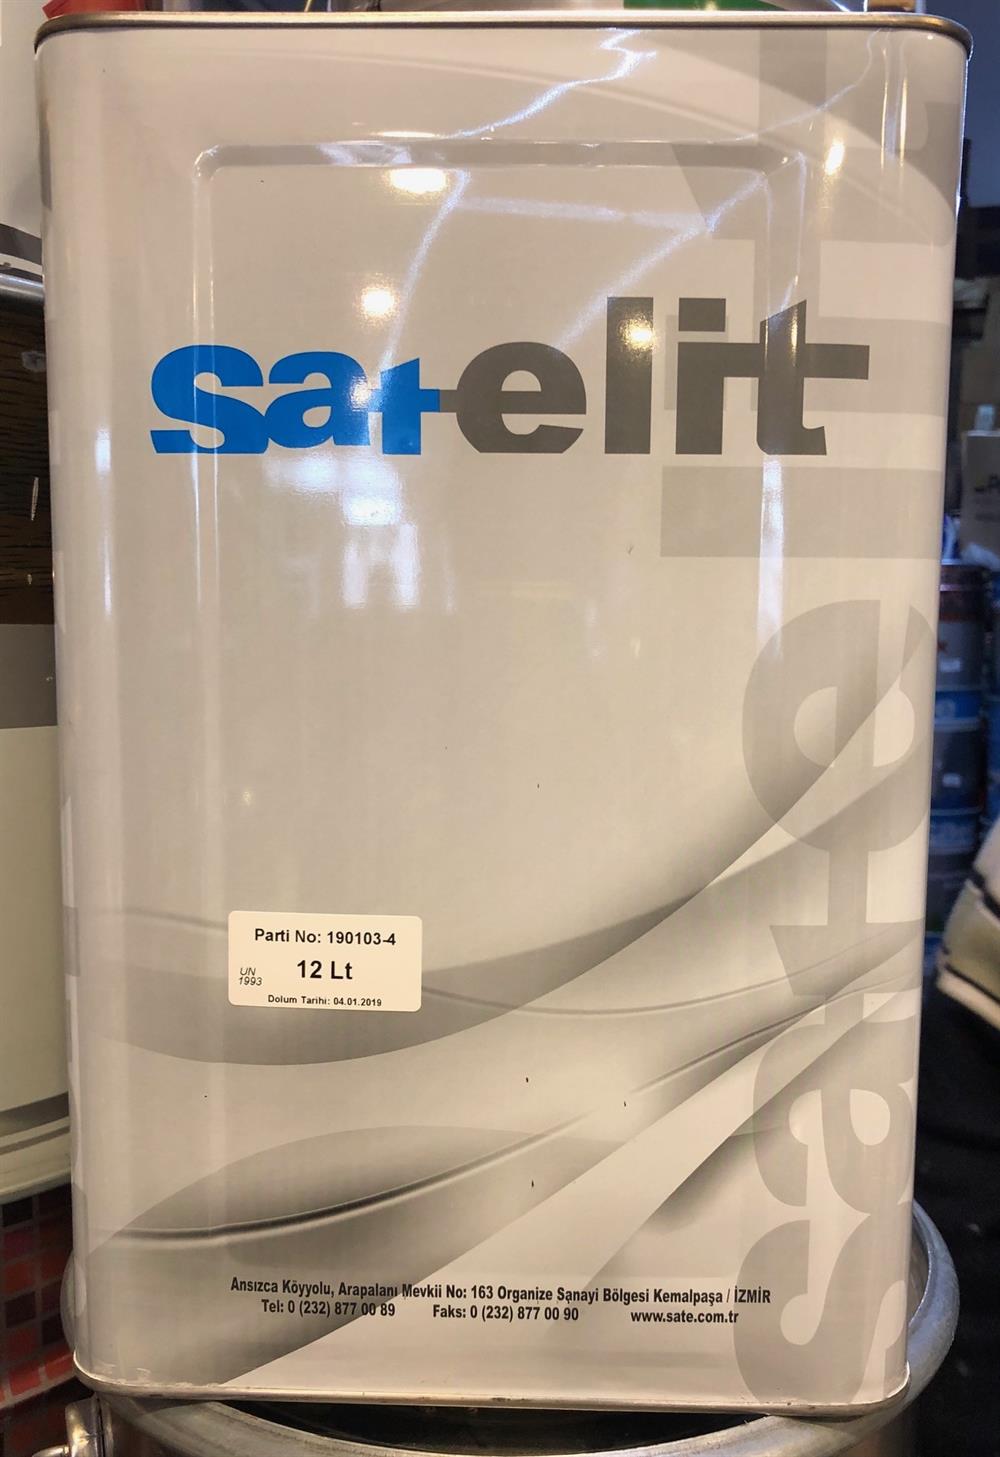 satelit
Parti No: 190103-4
UN
1993
12 Lt
Dolum Tarihi: 04.01.2019
Ansızca Köyyolu, Arapalanı Mevkii No: 163 Organize Sanayi Bölgesi Kemalpaşa / İZMİR
Tel: 0 (232) 877 00 89 Faks: 0 (232) 877 00 90 www.sate.com.tr
satelit